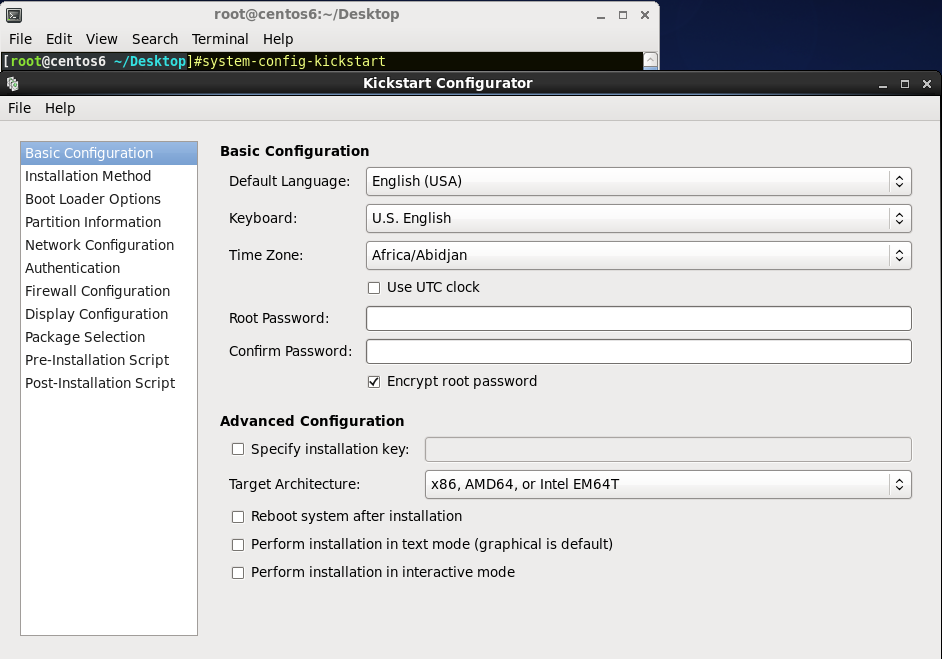 root@centos6:~/Desktop
File Edit View Search Terminal Help
[root@centos6 ~/Desktop]#system-config-kickstart
Kickstart Configurator
File Help
Basic Configuration
Installation Method
Boot Loader Options
Partition Information
Network Configuration
Authentication
Firewall Configuration
Display Configuration
Package Selection
Pre-Installation Script
Post-Installation Script
Basic Configuration
Default Language: English (USA)
Keyboard: U.S. English
Time Zone: Africa/Abidjan
Use UTC clock
Root Password:
Confirm Password:
Encrypt root password
Advanced Configuration
Specify installation key:
Target Architecture: x86, AMD64, or Intel EM64T
Reboot system after installation
Perform installation in text mode (graphical is default)
Perform installation in interactive mode